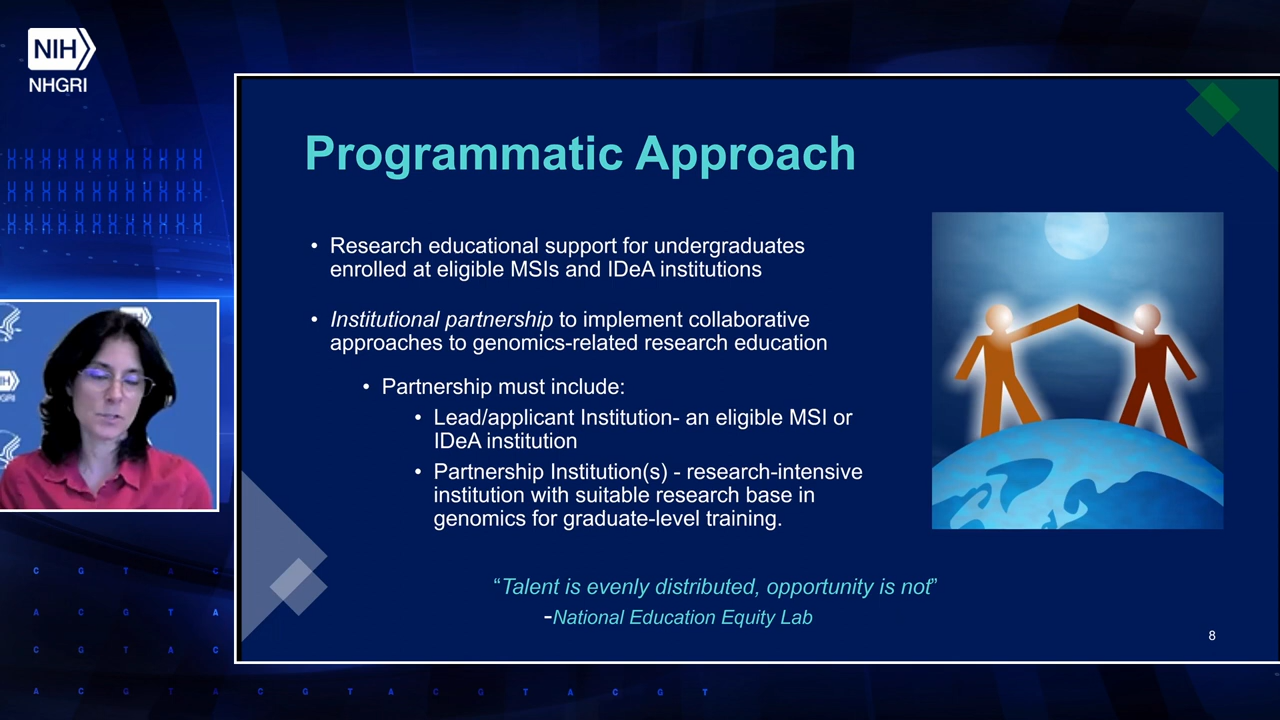 NIH
NHGRI
Programmatic Approach
• Research educational support for undergraduates
enrolled at eligible MSIs and IDeA institutions
• Institutional partnership to implement collaborative
approaches to genomics-related research education
• Partnership must include:
• Lead/applicant Institution- an eligible MSI or
IDeA institution
• Partnership Institution(s) - research-intensive
institution with suitable research base in
genomics for graduate-level training.
“Talent is evenly distributed, opportunity is not”
-National Education Equity Lab
8
C G T A C
A C G T A
C G T A C
A C G T A C G T A C G T A C G T